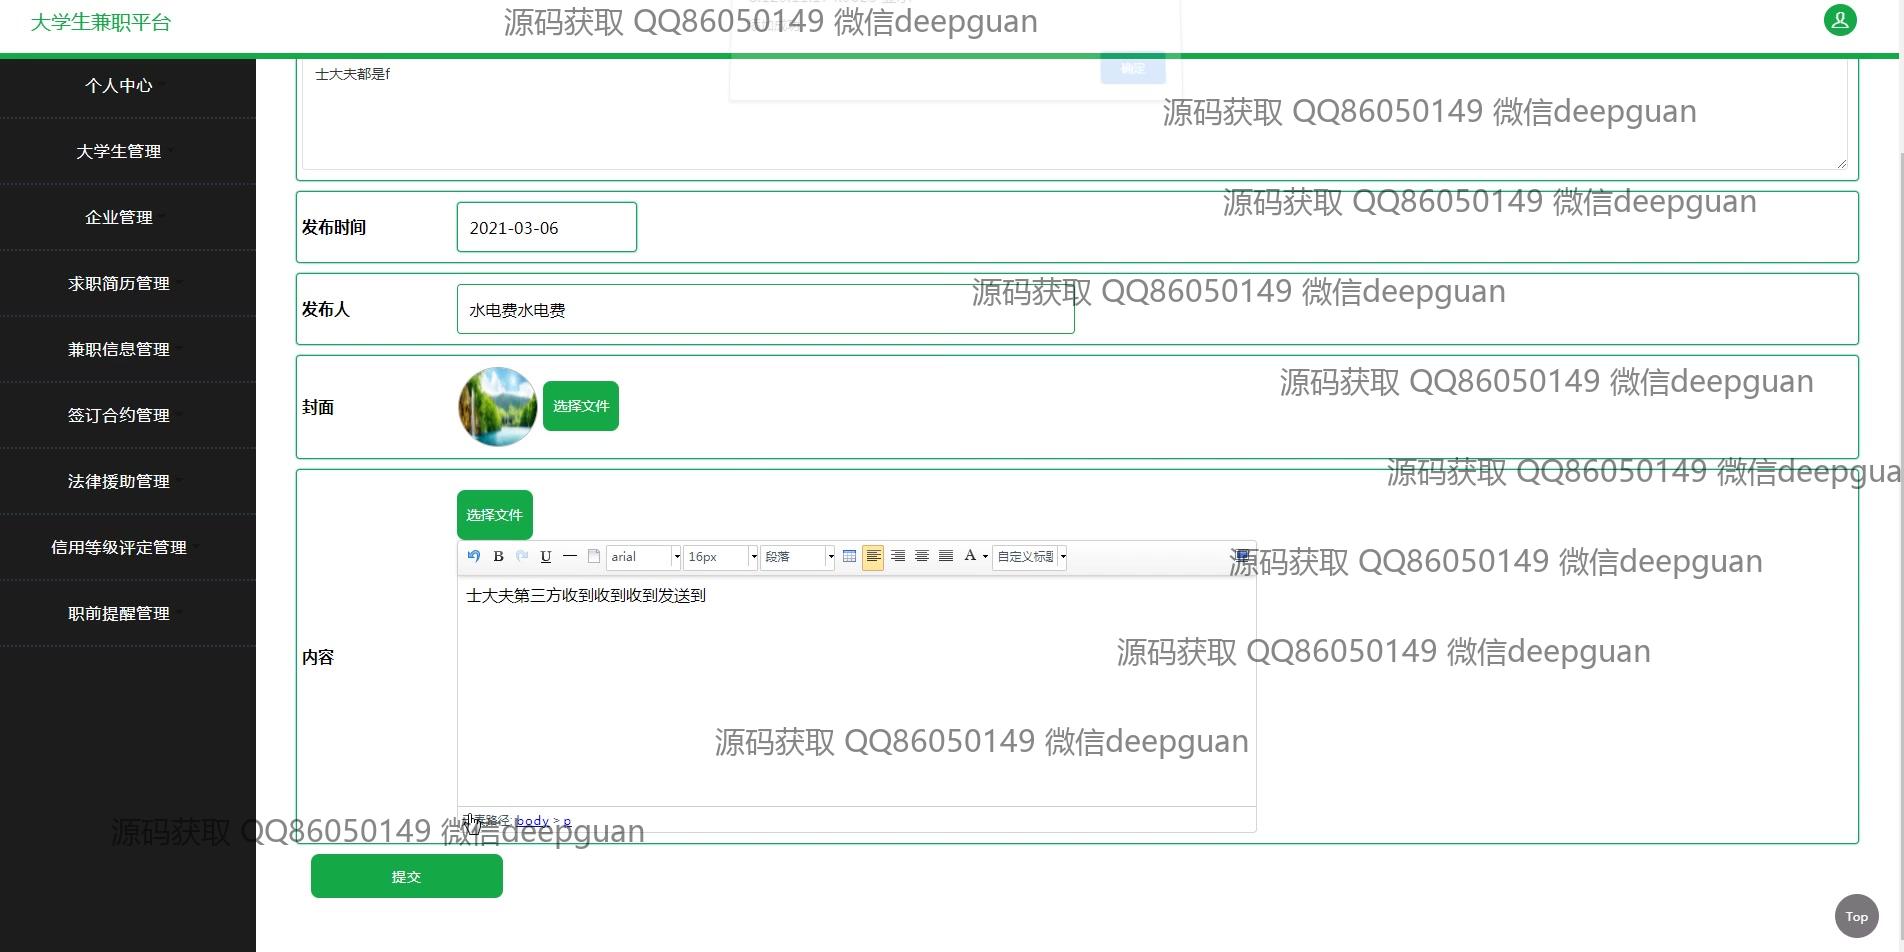 大学生兼职平台
源码获取 QQ86050149 微信deepguan
确定
个人中心
士大夫都是f
源码获取 QQ86050149 微信deepguan
大学生管理
源码获取 QQ86050149 微信deepguan
企业管理
发布时间
2021-03-06
求职简历管理
源码获取 QQ86050149 微信deepguan
发布人
水电费水电费
兼职信息管理
源码获取 QQ86050149 微信deepguan
封面
选择文件
签订合约管理
源码获取 QQ86050149 微信deepgua
法律援助管理
选择文件
信用等级评定管理
B U arial 16px 段落 A 自定义标题
源码获取 QQ86050149 微信deepguan
士大夫第三方收到收到收到发送到
职前提醒管理
内容
源码获取 QQ86050149 微信deepguan
源码获取 QQ86050149 微信deepguan
路径: body > p
源码获取 QQ86050149 微信deepguan
提交
Top